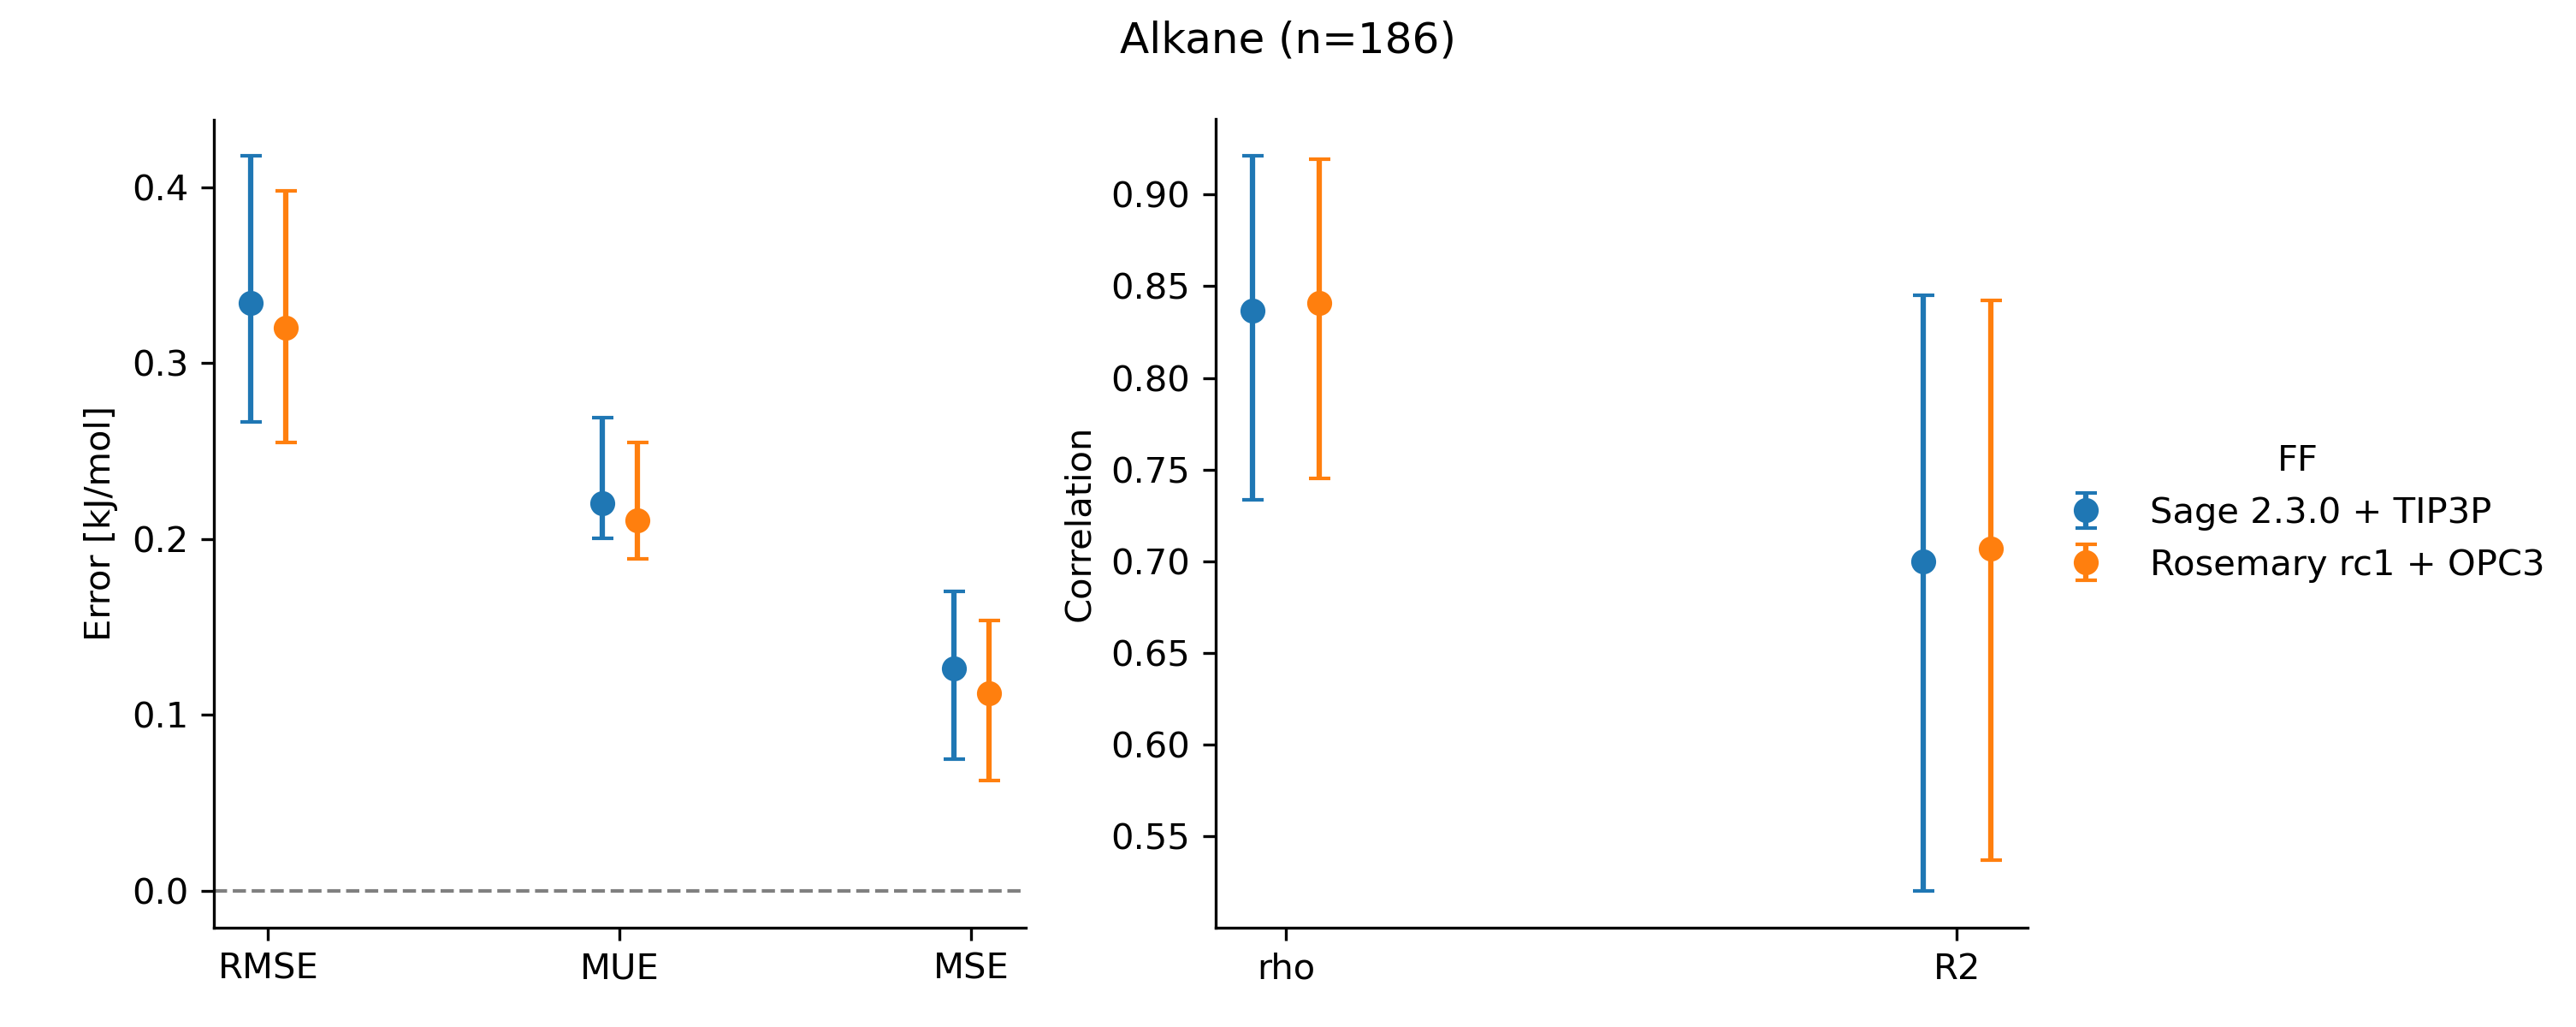 Alkane (n=186)
Error [kJ/mol]
0.4
0.3
0.2
0.1
0.0
RMSE MUE MSE
Correlation
0.90
0.85
0.80
0.75
0.70
0.65
0.60
0.55
rho R2
FF
Sage 2.3.0 + TIP3P
Rosemary rc1 + OPC3